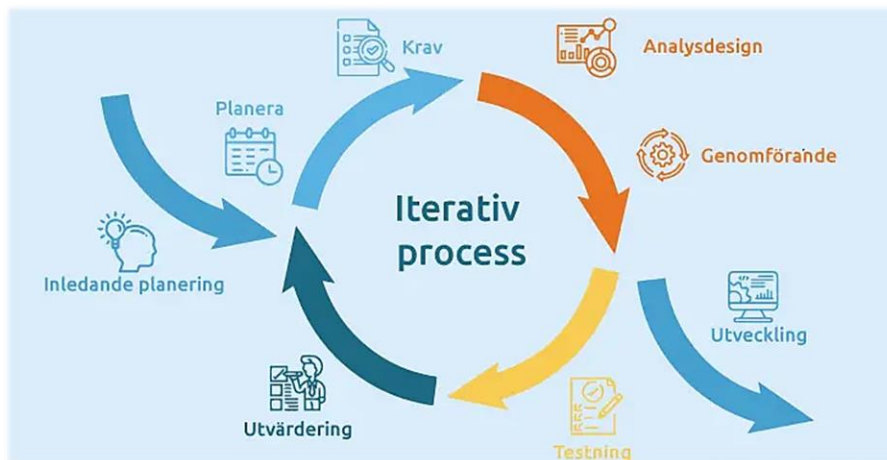 Krav
Analysdesign
Planera
Genomförande
Iterativ
process
Inledande planering
Utveckling
Utvärdering
Testning